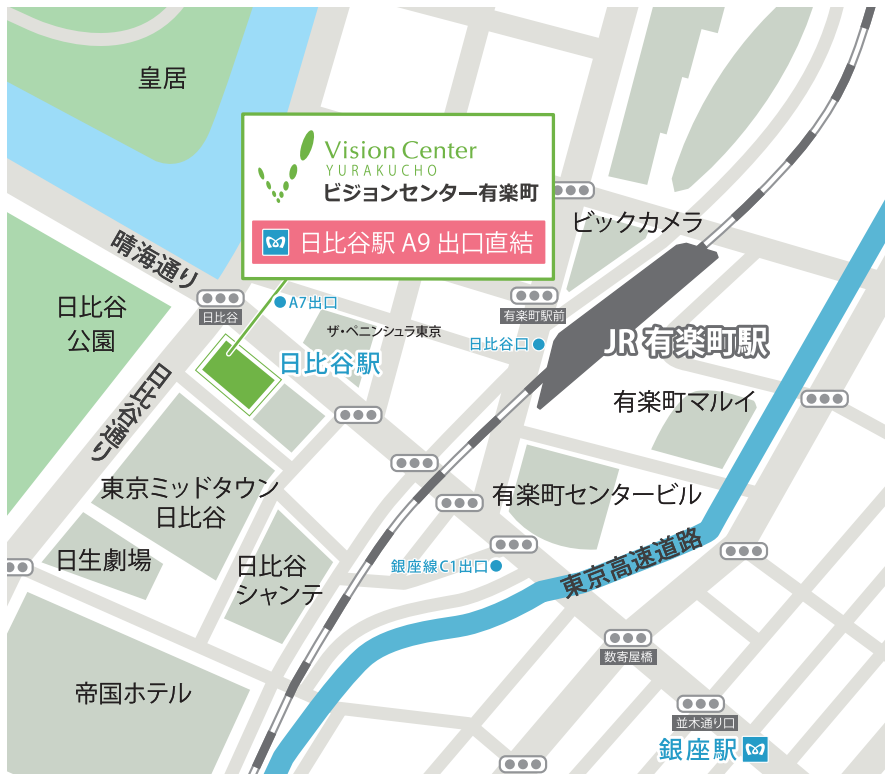 皇居
Vision Center
YURAKUCHO
ビジョンセンター有楽町
日比谷駅 A9 出口直結
ビックカメラ
晴海通り
日比谷
公園
日比谷
A7出口
ザ・ペニンシュラ東京
有楽町駅前
日比谷口
JR 有楽町駅
日比谷駅
日比谷通り
有楽町マルイ
東京ミッドタウン
日比谷
有楽町センタービル
日生劇場
日比谷
シャンテ
銀座線C1出口
東京高速道路
数寄屋橋
帝国ホテル
並木通り口
銀座駅